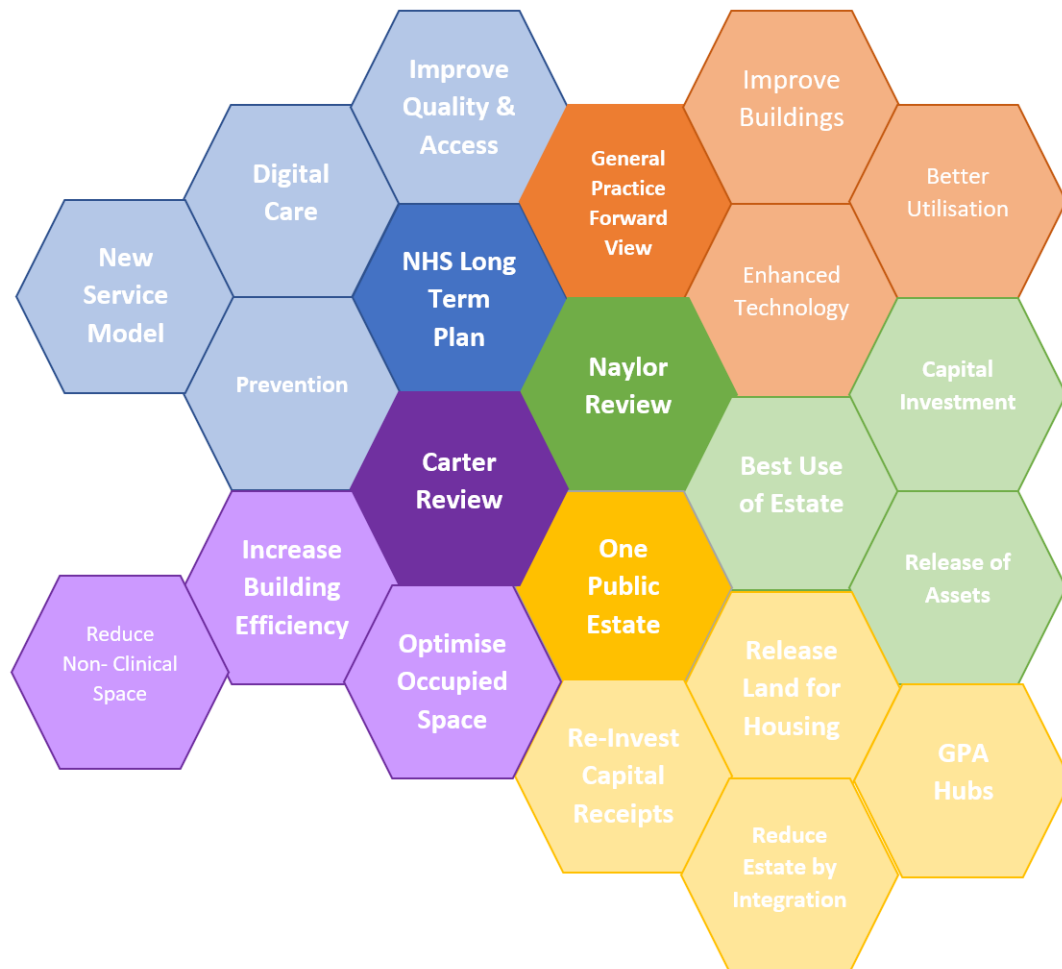 Improve
Quality &
Access
Improve
Buildings
Digital
Care
General
Practice
Forward
View
Better
Utilisation
New
Service
Model
NHS Long
Term
Plan
Enhanced
Technology
Prevention
Naylor
Review
Capital
Investment
Carter
Review
Best Use
of Estate
Increase
Building
Efficiency
One
Public
Estate
Release of
Assets
Reduce
Non- Clinical
Space
Optimise
Occupied
Space
Release
Land for
Housing
Re-Invest
Capital
Receipts
GPA
Hubs
Reduce
Estate by
Integration